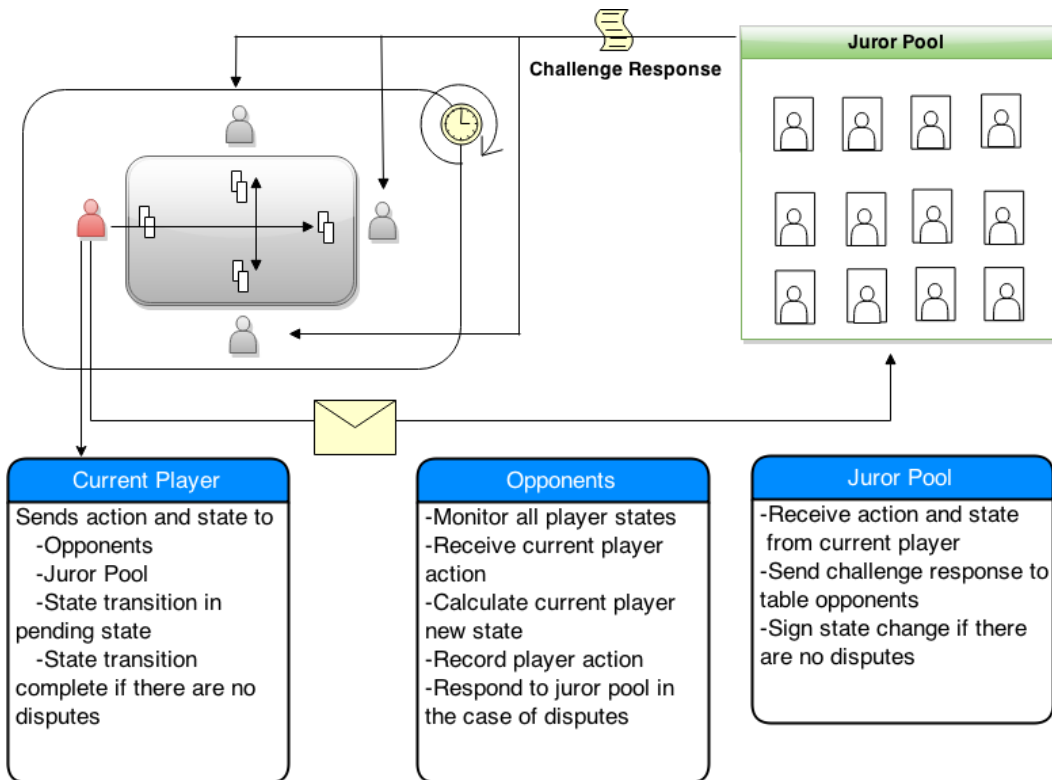 Juror Pool
Challenge Response
Current Player
Sends action and state to
-Opponents
-Juror Pool
-State transition in
pending state
-State transition
complete if there are no
disputes
Opponents
-Monitor all player states
-Receive current player
action
-Calculate current player
new state
-Record player action
-Respond to juror pool in
the case of disputes
Juror Pool
-Receive action and state
from current player
-Send challenge response to
table opponents
-Sign state change if there
are no disputes